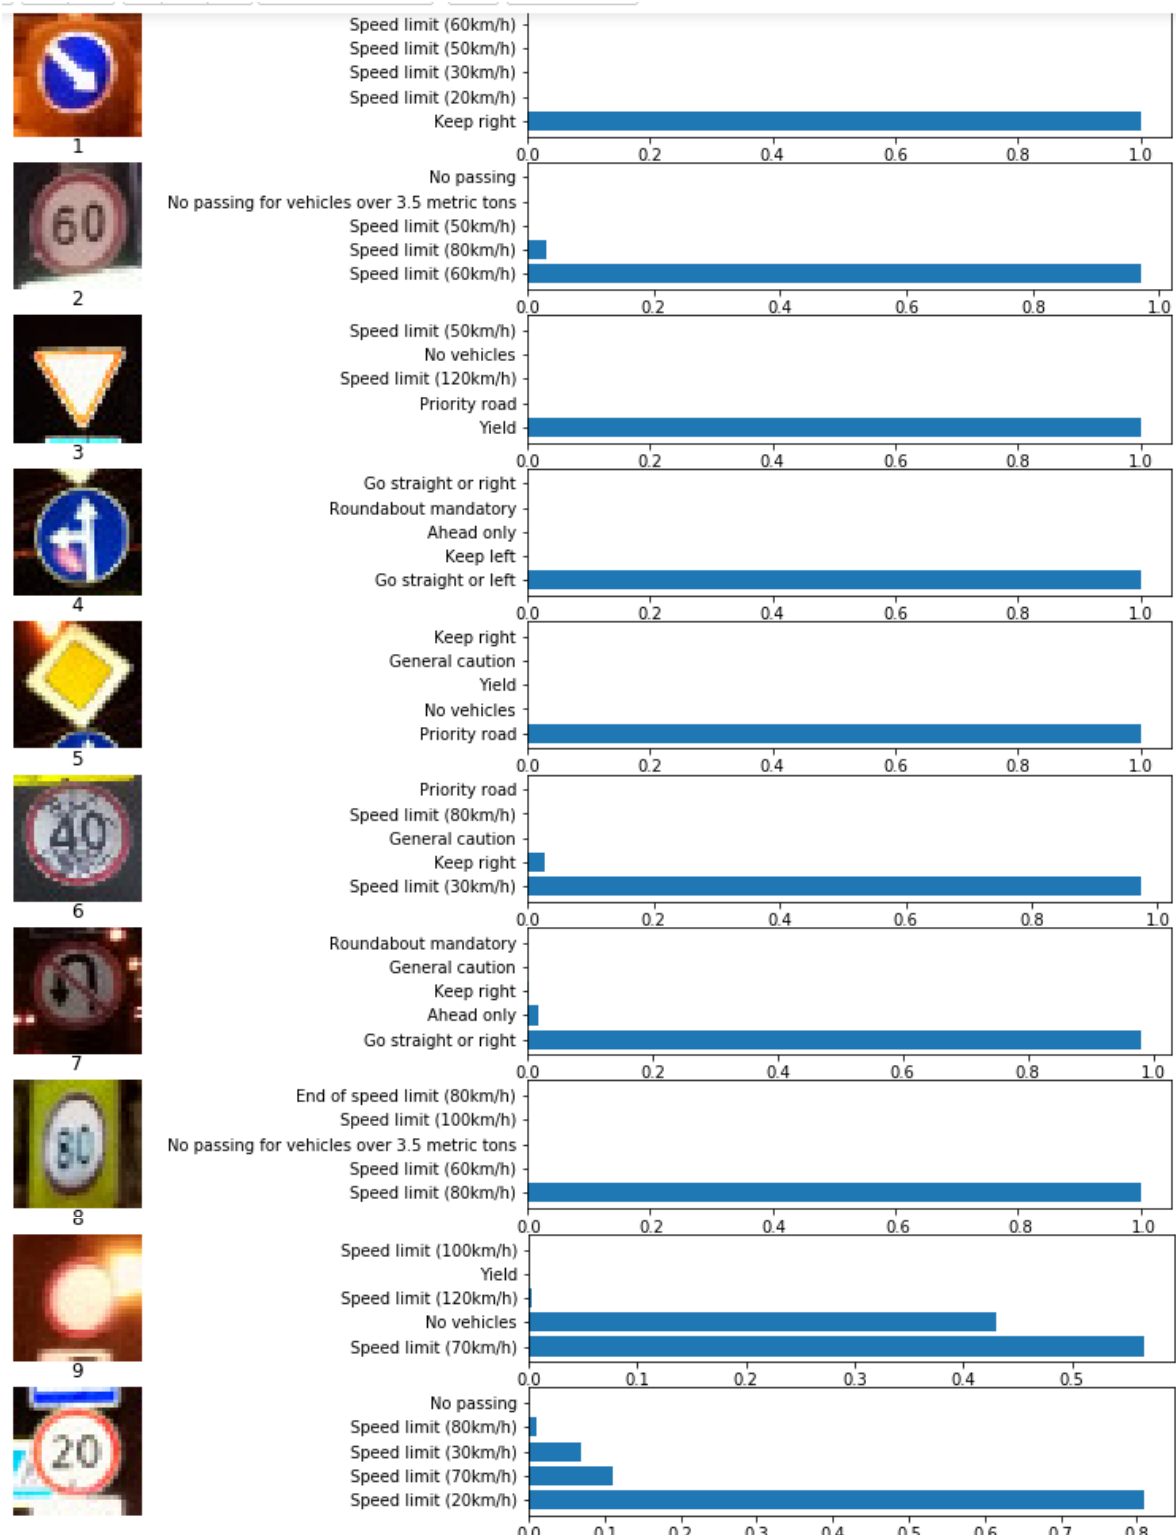 Speed limit (60km/h)
Speed limit (50km/h)
Speed limit (30km/h)
Speed limit (20km/h)
Keep right
0.0 0.2 0.4 0.6 0.8 1.0
1
No passing
No passing for vehicles over 3.5 metric tons
Speed limit (50km/h)
60
Speed limit (80km/h)
Speed limit (60km/h)
0.0 0.2 0.4 0.6 0.8 1.0
2
Speed limit (50km/h)
No vehicles
Speed limit (120km/h)
Priority road
Yield
0.0 0.2 0.4 0.6 0.8 1.0
3
Go straight or right
Roundabout mandatory
Ahead only
Keep left
Go straight or left
0.0 0.2 0.4 0.6 0.8 1.0
4
Keep right
General caution
Yield
No vehicles
Priority road
0.0 0.2 0.4 0.6 0.8 1.0
5
Priority road
Speed limit (80km/h)
40
General caution
Keep right
Speed limit (30km/h)
0.0 0.2 0.4 0.6 0.8 1.0
6
Roundabout mandatory
General caution
Keep right
Ahead only
Go straight or right
0.0 0.2 0.4 0.6 0.8 1.0
7
End of speed limit (80km/h)
Speed limit (100km/h)
80
No passing for vehicles over 3.5 metric tons
Speed limit (60km/h)
Speed limit (80km/h)
0.0 0.2 0.4 0.6 0.8 1.0
8
Speed limit (100km/h)
Yield
Speed limit (120km/h)
No vehicles
Speed limit (70km/h)
0.0 0.1 0.2 0.3 0.4 0.5
9
No passing
Speed limit (80km/h)
20
Speed limit (30km/h)
Speed limit (70km/h)
Speed limit (20km/h)
0.0 0.1 0.2 0.3 0.4 0.5 0.6 0.7 0.8